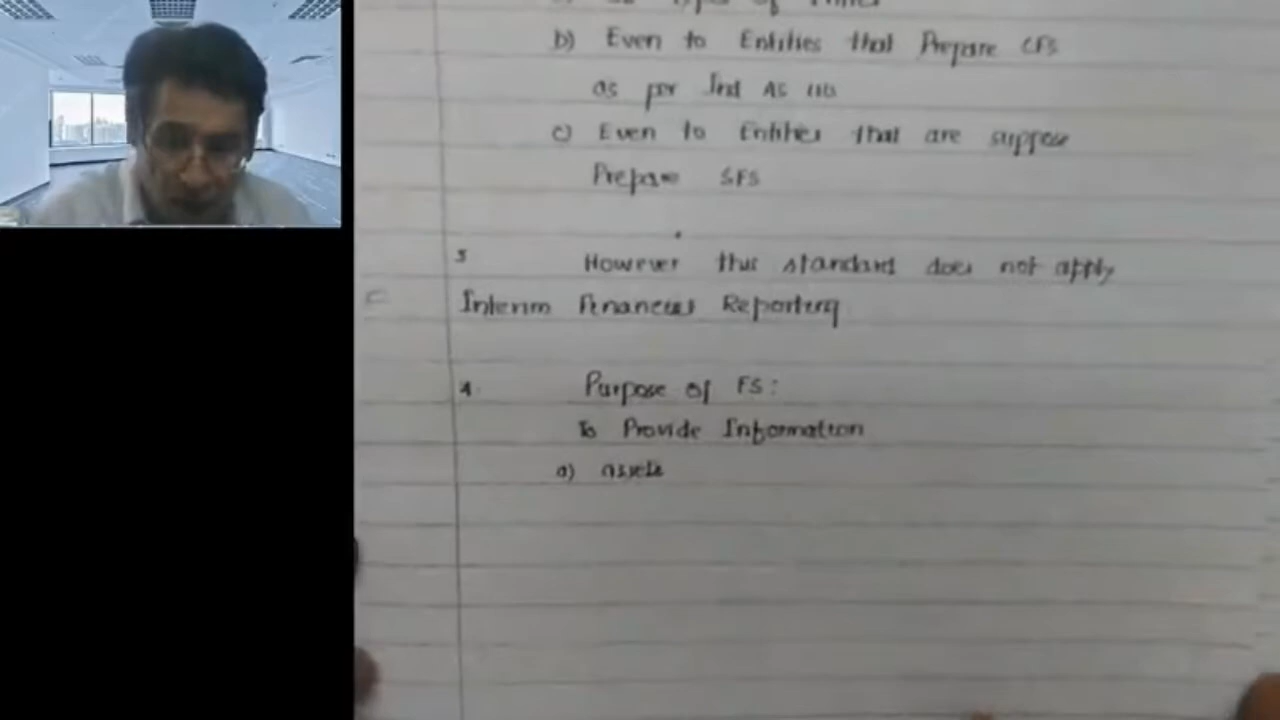 b) Even to Entities that Prepare CFS
as per Ind AS 110
c) Even to Entities that are suppose
Prepare SFS
3 However this standard does not apply
Interim Financial Reporting
4. Purpose of FS:
To Provide Information
a) assets